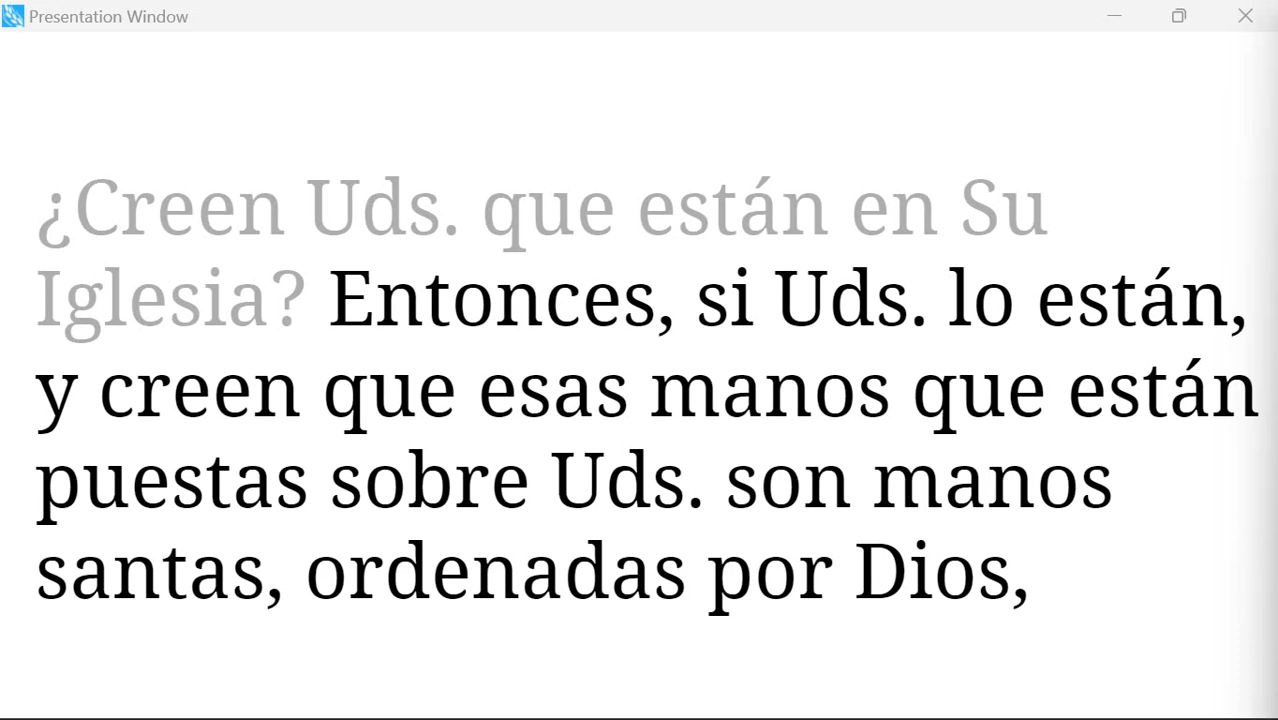 Presentation Window
¿Creen Uds. que están en Su
Iglesia? Entonces, si Uds. lo están,
y creen que esas manos que están
puestas sobre Uds. son manos
santas, ordenadas por Dios,